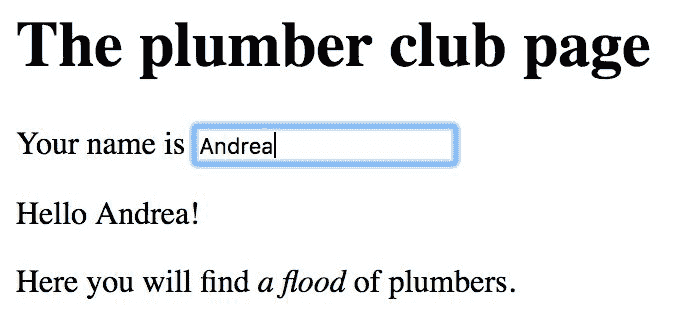 The plumber club page
Your name is Andrea
Hello Andrea!
Here you will find a flood of plumbers.